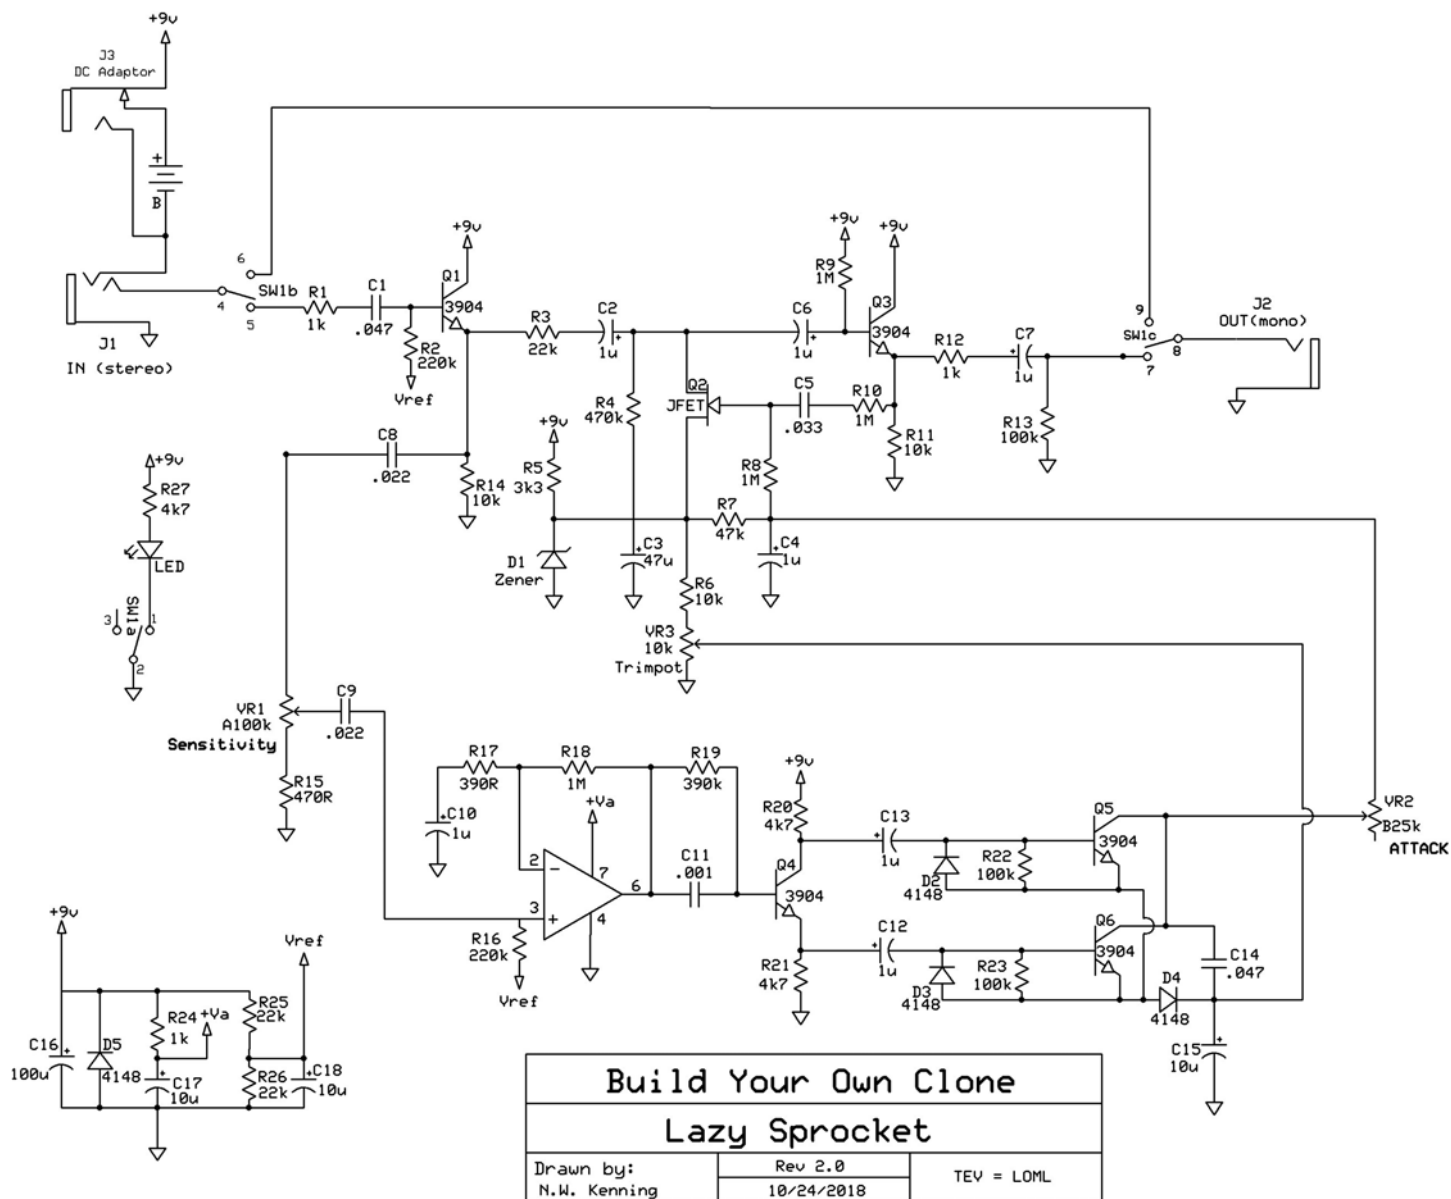 +9v
J3
DC Adaptor
+
B
J1
IN (stereo)
6
4
5
SW1b
R1
1k
C1
.047
R2
220k
Vref
+9v
Q1
3904
R3
22k
C2
1u
+
R4
470k
C3
+
47u
+9v
R5
3k3
D1
Zener
Q2
JFET
R6
10k
VR3
10k
Trimpot
R7
47k
R8
1M
C4
+
1u
C5
.033
R10
1M
C6
1u
+
+9v
R9
1M
+9v
Q3
3904
R11
10k
R12
1k
C7
+
1u
R13
100k
9
SW1c
7
8
J2
OUT(mono)
C8
.022
R14
10k
+9v
R27
4k7
LED
SW1a
3
1
2
VR1
A100k
Sensitivity
C9
.022
R15
470R
R17
390R
R18
1M
R19
390k
C10
+
1u
+Va
2
-
7
3
+
4
6
R16
220k
Vref
C11
.001
+9v
R20
4k7
Q4
3904
R21
4k7
C13
+
1u
D2
4148
R22
100k
Q5
3904
C12
+
1u
D3
4148
R23
100k
Q6
3904
D4
4148
C14
.047
C15
+
10u
VR2
B25k
ATTACK
+9v
C16
+
100u
D5
4148
R24
1k
+Va
C17
+
10u
R25
22k
R26
22k
Vref
C18
+
10u
Build Your Own Clone
Lazy Sprocket
Drawn by:
N.W. Kenning
Rev 2.0
10/24/2018
TEV = LOML